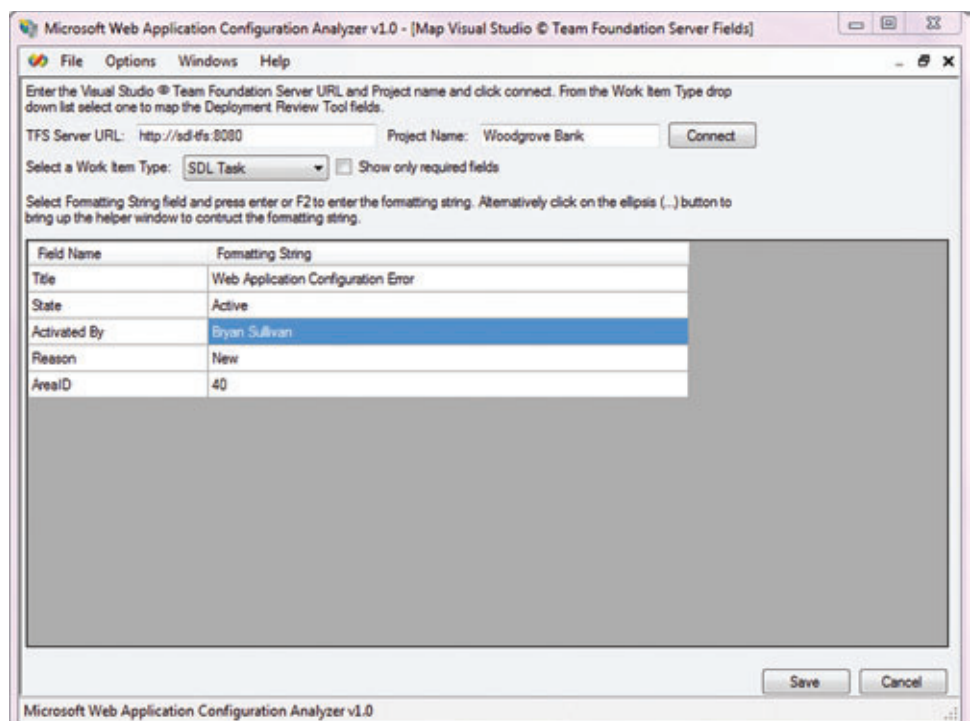 Microsoft Web Application Configuration Analyzer v1.0 - [Map Visual Studio © Team Foundation Server Fields]
File Options Windows Help
Enter the Visual Studio ® Team Foundation Server URL and Project name and click connect. From the Work Item Type drop
down list select one to map the Deployment Review Tool fields.
TFS Server URL: http://sdl-tfs:8080 Project Name: Woodgrove Bank Connect
Select a Work Item Type: SDL Task Show only required fields
Select Formatting String field and press enter or F2 to enter the formatting string. Alternatively click on the ellipsis (...) button to
bring up the helper window to contruct the formatting string.
Field Name Formatting String
Title Web Application Configuration Error
State Active
Activated By Bryan Sullivan
Reason New
AreaID 40
Save Cancel
Microsoft Web Application Configuration Analyzer v1.0